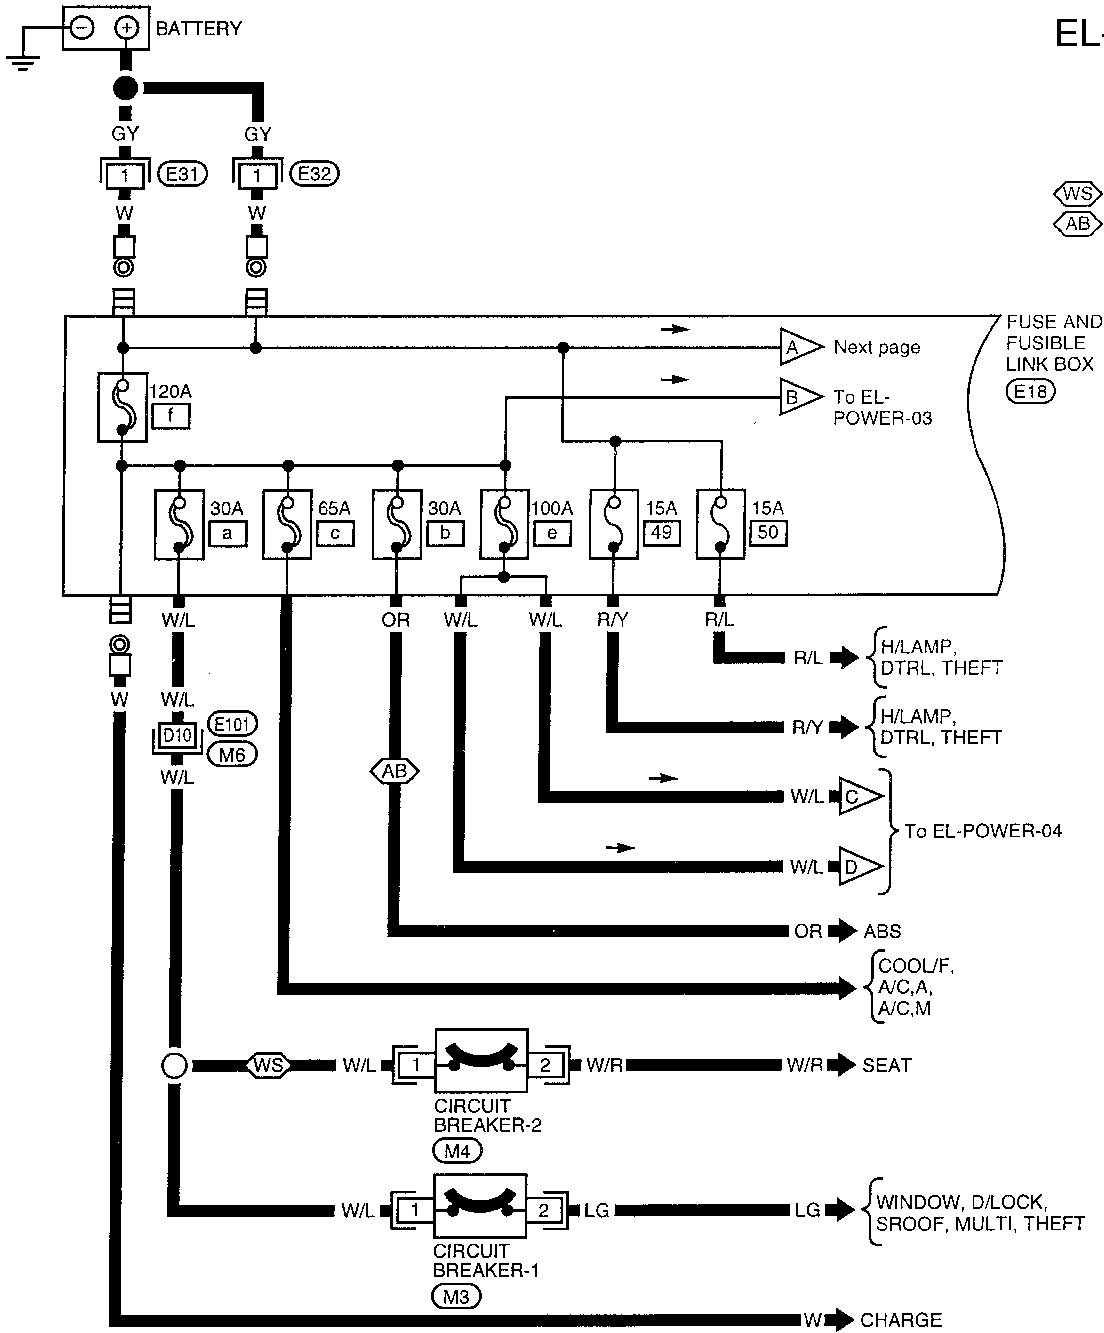 BATTERY
EL-
GY GY
1 E31 1 E32
W W
WS
AB
FUSE AND
FUSIBLE
LINK BOX
E18
A Next page
B To EL-
POWER-03
120A
f
30A 65A 30A 100A 15A 15A
a c b e 49 50
W/L OR W/L W/L R/Y R/L
R/L H/LAMP,
DTRL, THEFT
W W/L
D10 E101
M6
W/L
R/Y H/LAMP,
DTRL, THEFT
AB
W/L C
To EL-POWER-04
W/L D
OR ABS
COOL/F,
A/C,A,
A/C,M
WS W/L 1 2 W/R W/R SEAT
CIRCUIT
BREAKER-2
M4
W/L 1 2 LG LG WINDOW, D/LOCK,
SROOF, MULTI, THEFT
CIRCUIT
BREAKER-1
M3
W CHARGE